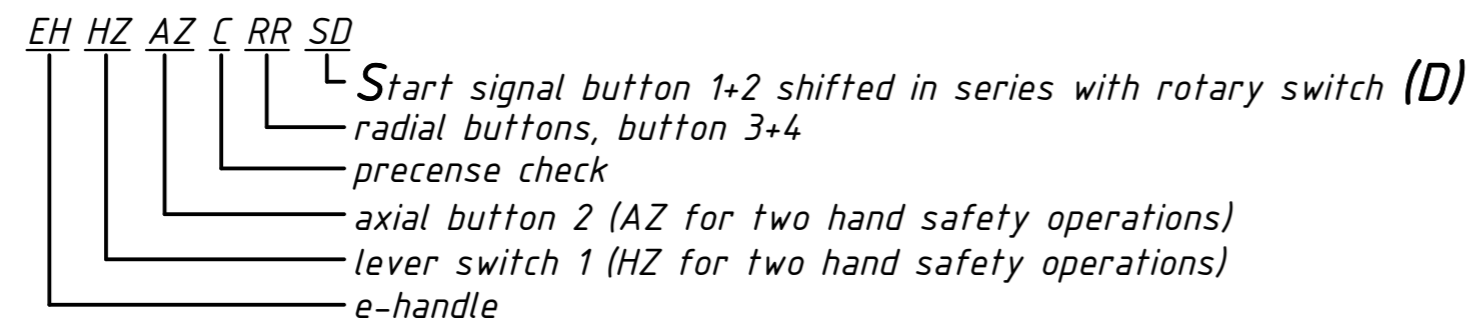 EH HZ AZ C RR SD
Start signal button 1+2 shifted in series with rotary switch (D)
radial buttons, button 3+4
precense check
axial button 2 (AZ for two hand safety operations)
lever switch 1 (HZ for two hand safety operations)
e-handle